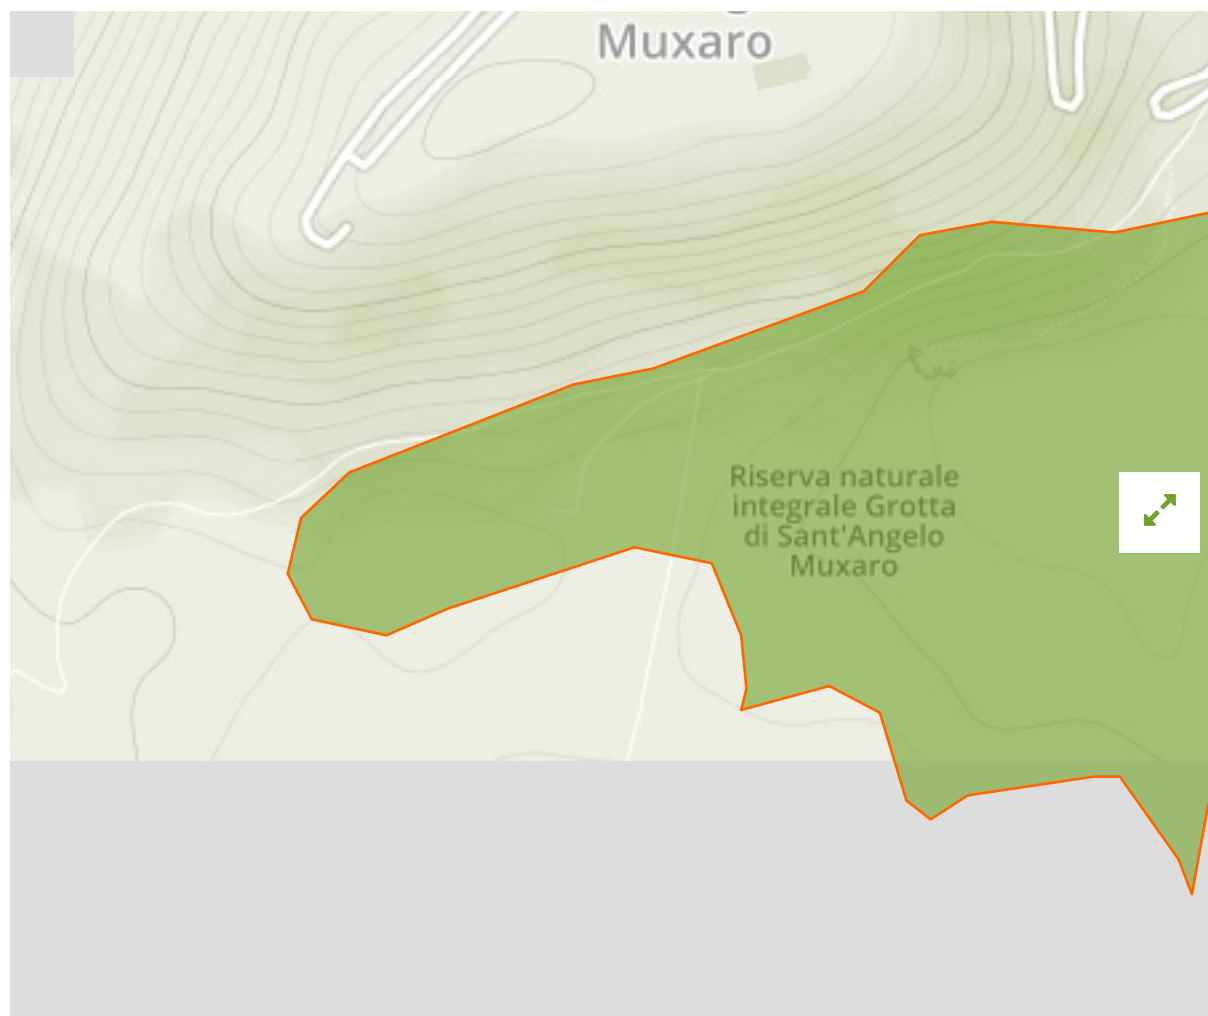 Muxaro
Riserva naturale
integrale Grotta
di Sant'Angelo
Muxaro